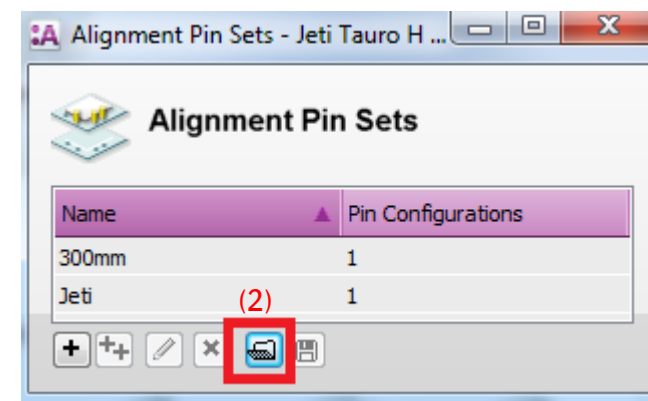 :A Alignment Pin Sets - Jeti Tauro H ...
Alignment Pin Sets
Name Pin Configurations
300mm 1
Jeti 1
(2)